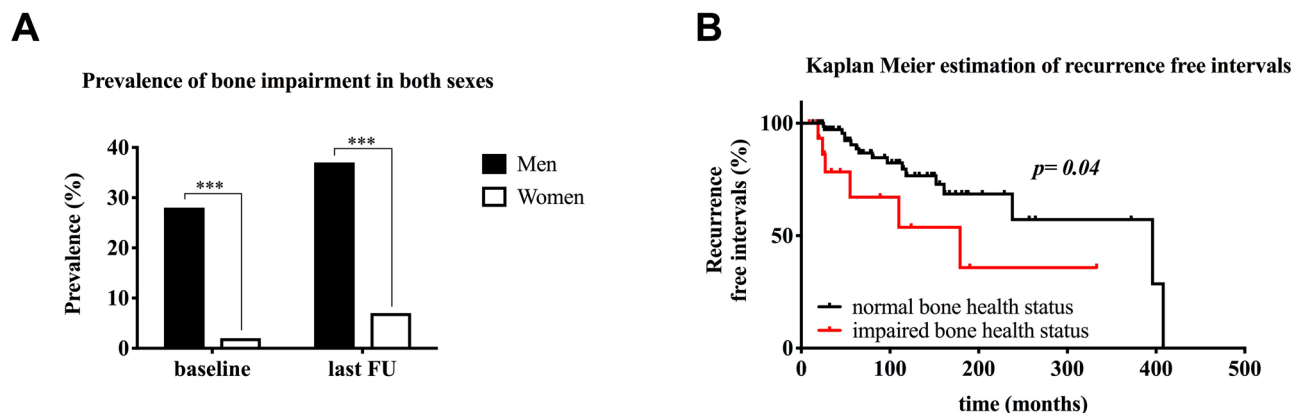 A
Prevalence of bone impairment in both sexes
Prevalence (%)
40
30
20
10
0
***
***
baseline
last FU
Men
Women
B
Kaplan Meier estimation of recurrence free intervals
Recurrence
free intervals (%)
100
50
0
p= 0.04
normal bone health status
impaired bone health status
0
100
200
300
400
500
time (months)